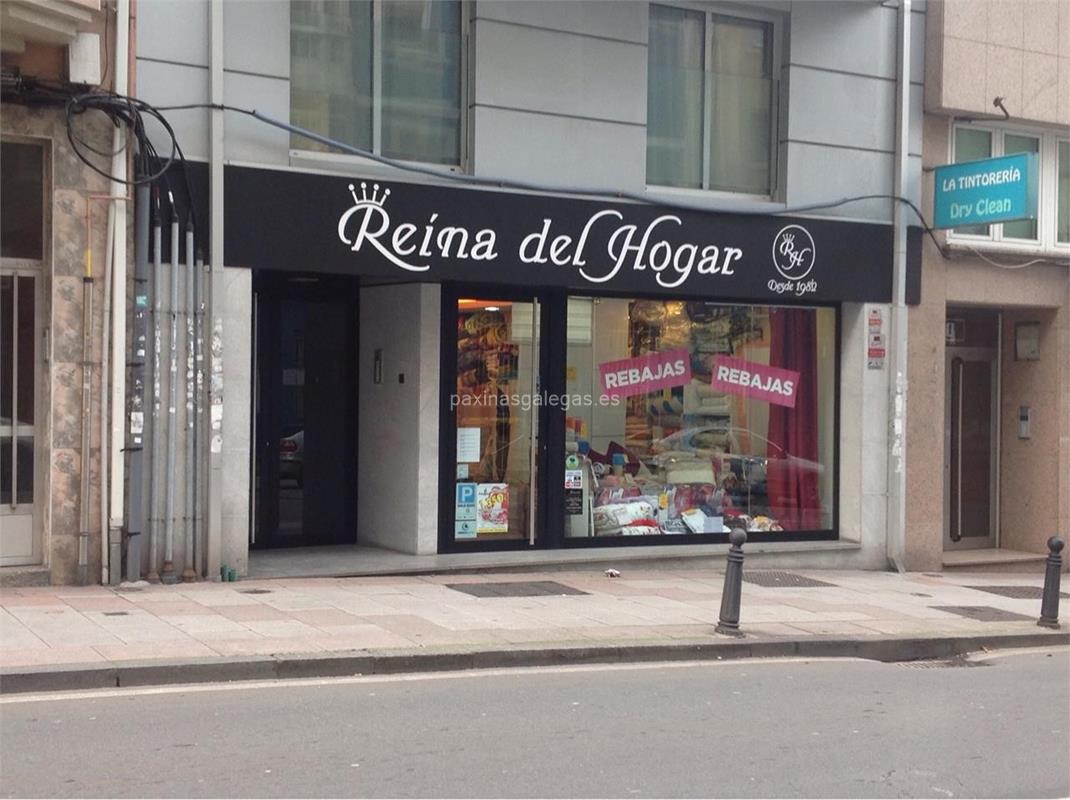 Reina del Hogar
RH
Desde 1982
LA TINTORERÍA
Dry Clean
REBAJAS
REBAJAS
paxinasgalegas.es
P